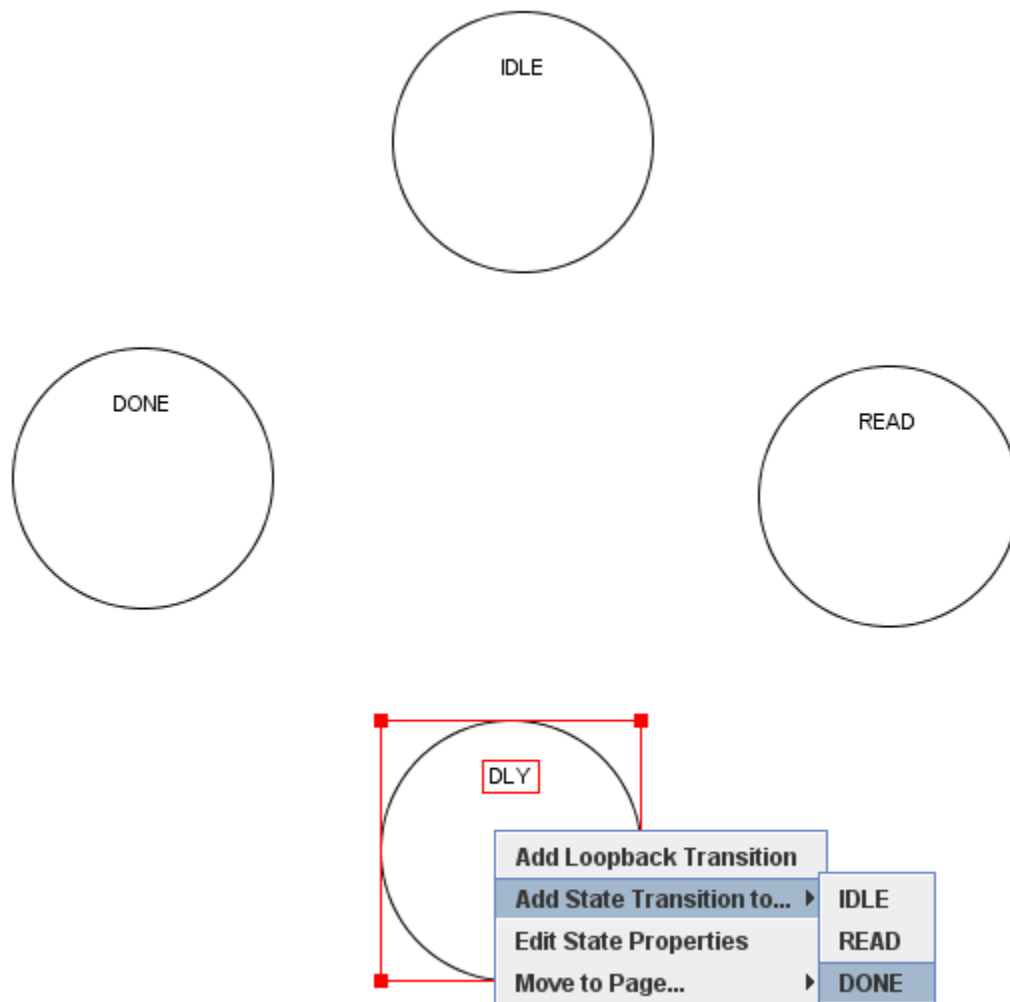 IDLE
DONE
READ
DLY
Add Loopback Transition
Add State Transition to...
Edit State Properties
Move to Page...
IDLE
READ
DONE